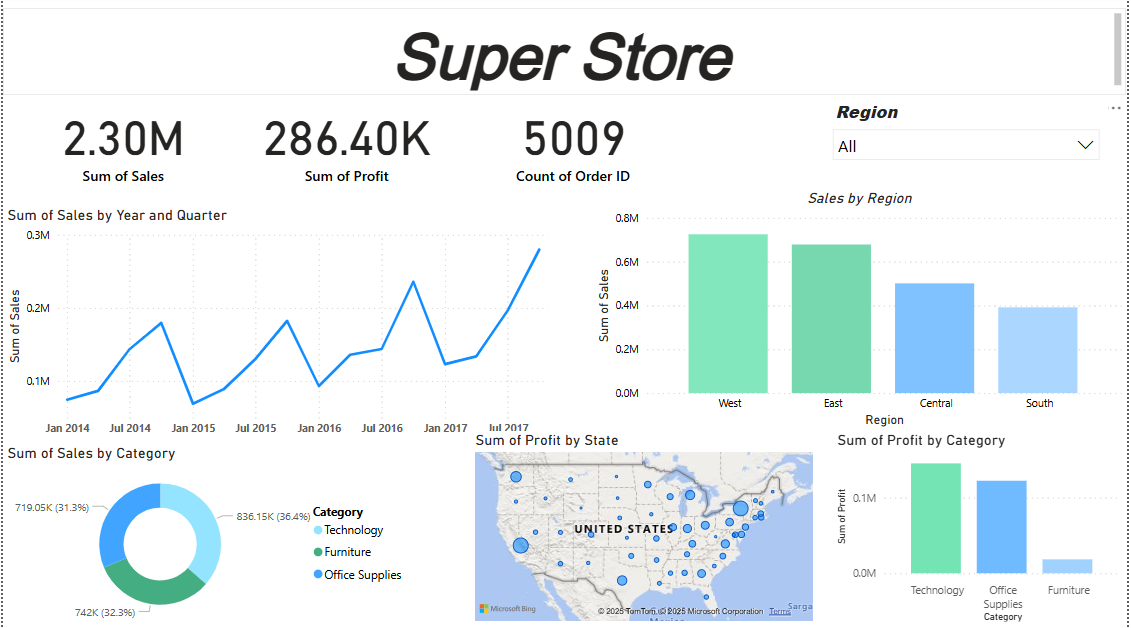 Super Store
2.30M
Sum of Sales
286.40K
Sum of Profit
5009
Count of Order ID
Region
All
Sum of Sales by Year and Quarter
Sum of Sales
0.3M
0.2M
0.1M
Jan 2014
Jul 2014
Jan 2015
Jul 2015
Jan 2016
Jul 2016
Jan 2017
Jul 2017
Sales by Region
Sum of Sales
0.8M
0.6M
0.4M
0.2M
0.0M
West
East
Central
South
Region
Sum of Sales by Category
719.05K (31.3%)
836.15K (36.4%)
742K (32.3%)
Category
Technology
Furniture
Office Supplies
Sum of Profit by State
UNITED STATES
Microsoft Bing
© 2025 TomTom, © 2025 Microsoft Corporation
Terms
Sum of Profit by Category
Sum of Profit
0.1M
0.0M
Technology
Office
Supplies
Furniture
Category